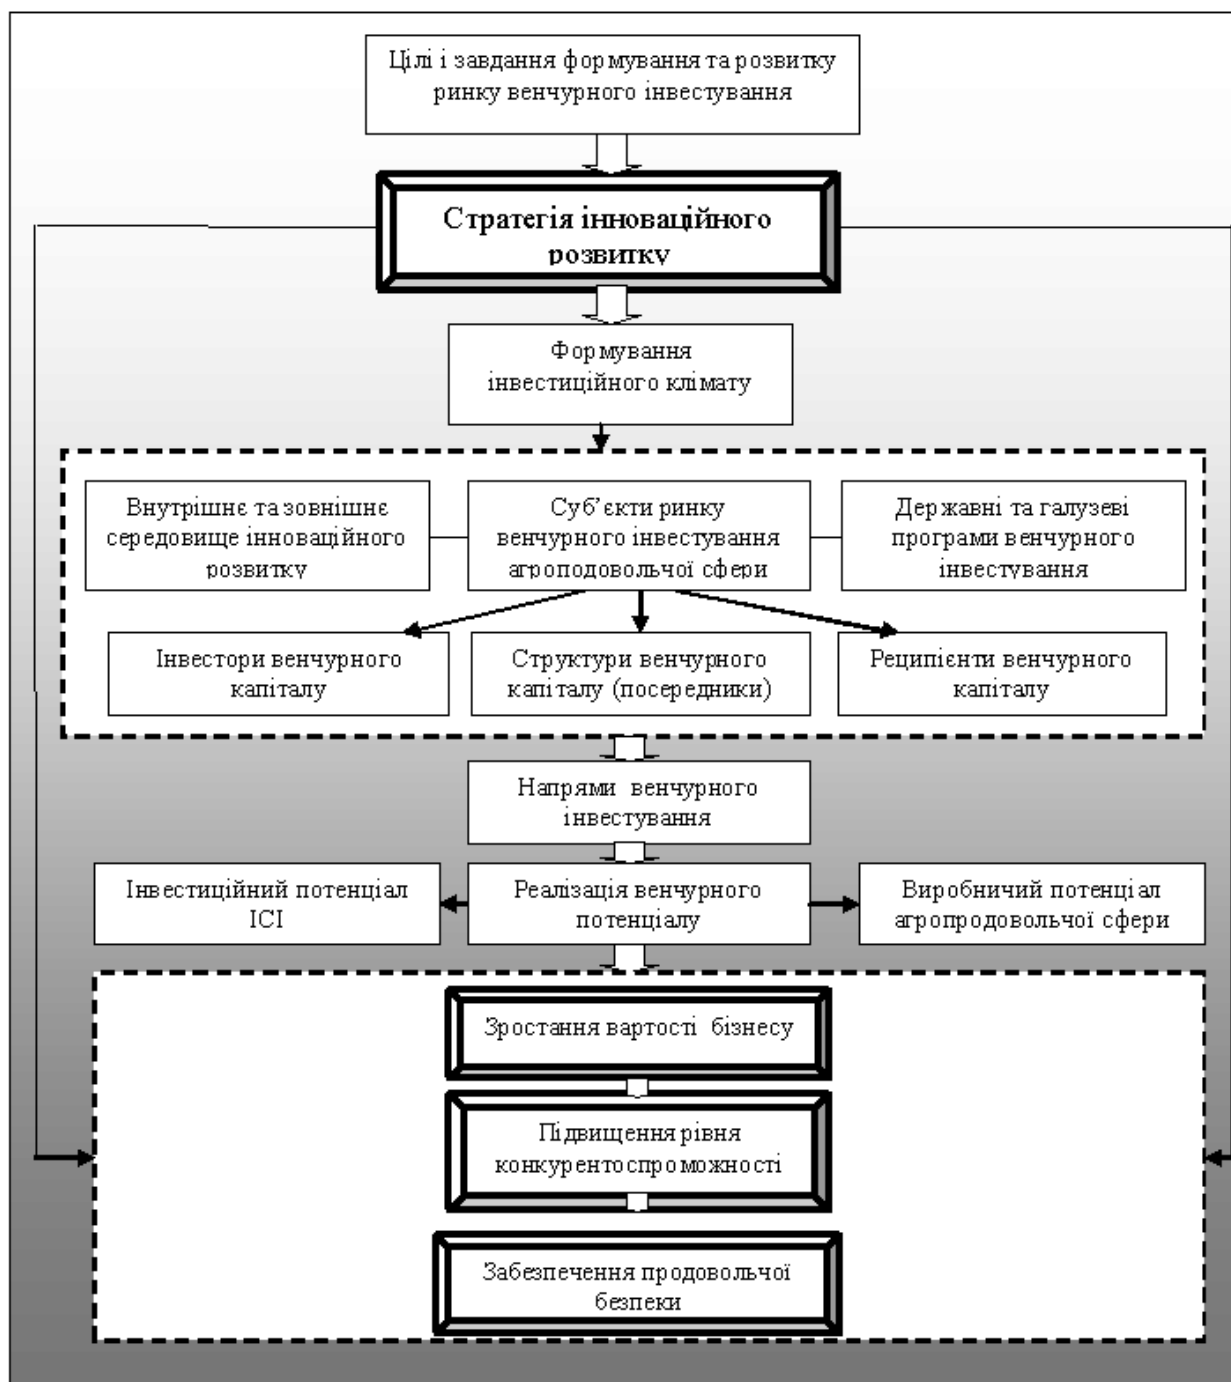 Цілі і завдання формування та розвитку
ринку венчурного інвестування
Стратегія інноваційного
розвитку
Формування
інвестиційного клімату
Внутрішнє та зовнішнє
середовище інноваційного
розвитку
Суб’єкти ринку
венчурного інвестування
агроподовольчої сфери
Державні та галузеві
програми венчурного
інвестування
Інвестори венчурного
капіталу
Структури венчурного
капіталу (посередники)
Реципієнти венчурного
капіталу
Напрями венчурного
інвестування
Інвестиційний потенціал
ІСІ
Реалізація венчурного
потенціалу
Виробничий потенціал
агропродовольчої сфери
Зростання вартості бізнесу
Підвищення рівня
конкурентоспроможності
Забезпечення продовольчої
безпеки